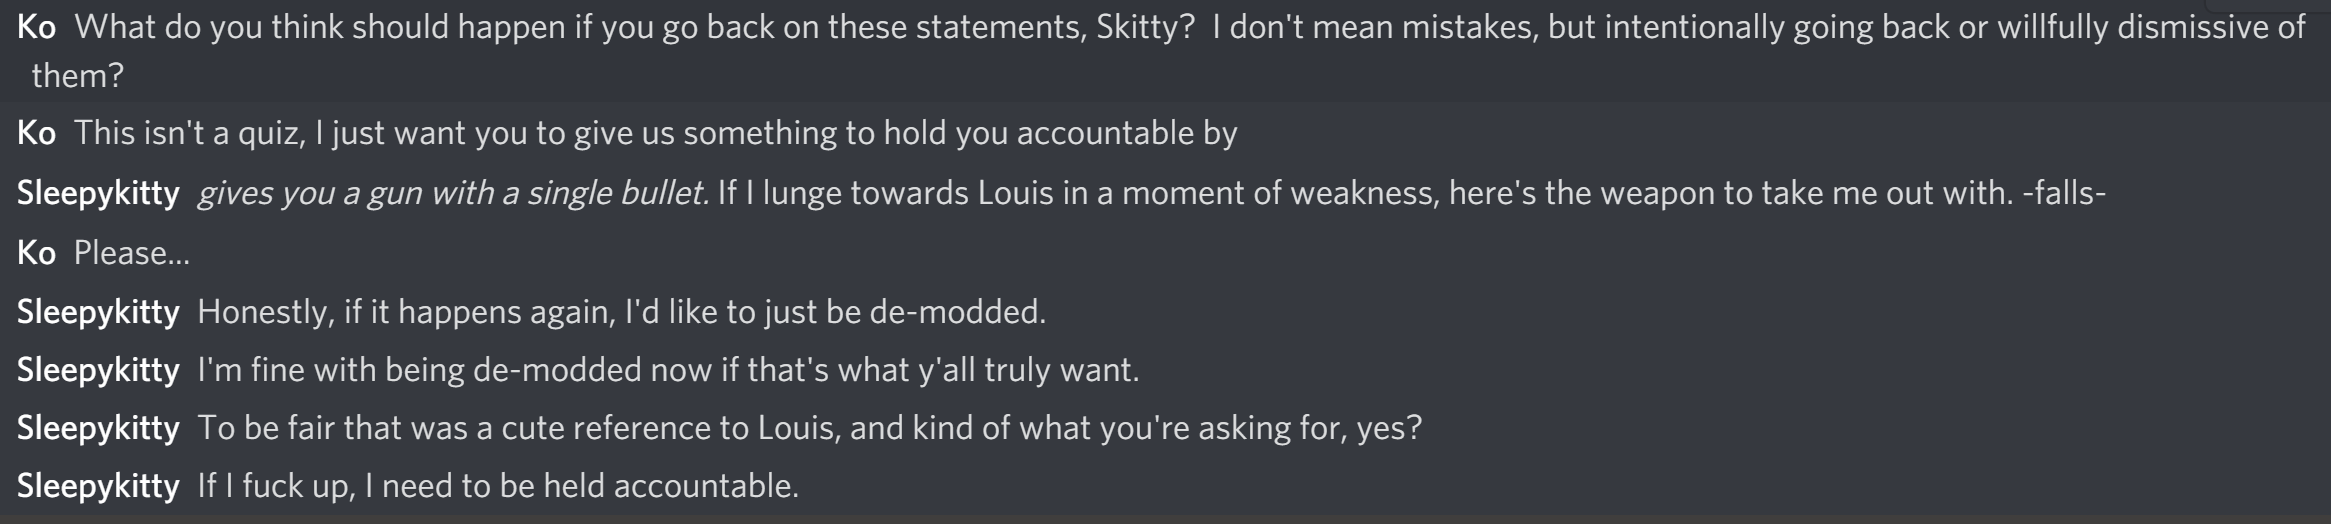 Ko What do you think should happen if you go back on these statements, Skitty? I don't mean mistakes, but intentionally going back or willfully dismissive of
them?
Ko This isn't a quiz, I just want you to give us something to hold you accountable by
Sleepykitty gives you a gun with a single bullet. If I lunge towards Louis in a moment of weakness, here's the weapon to take me out with. -falls-
Ko Please...
Sleepykitty Honestly, if it happens again, I'd like to just be de-modded.
Sleepykitty I'm fine with being de-modded now if that's what y'all truly want.
Sleepykitty To be fair that was a cute reference to Louis, and kind of what you're asking for, yes?
Sleepykitty If I fuck up, I need to be held accountable.